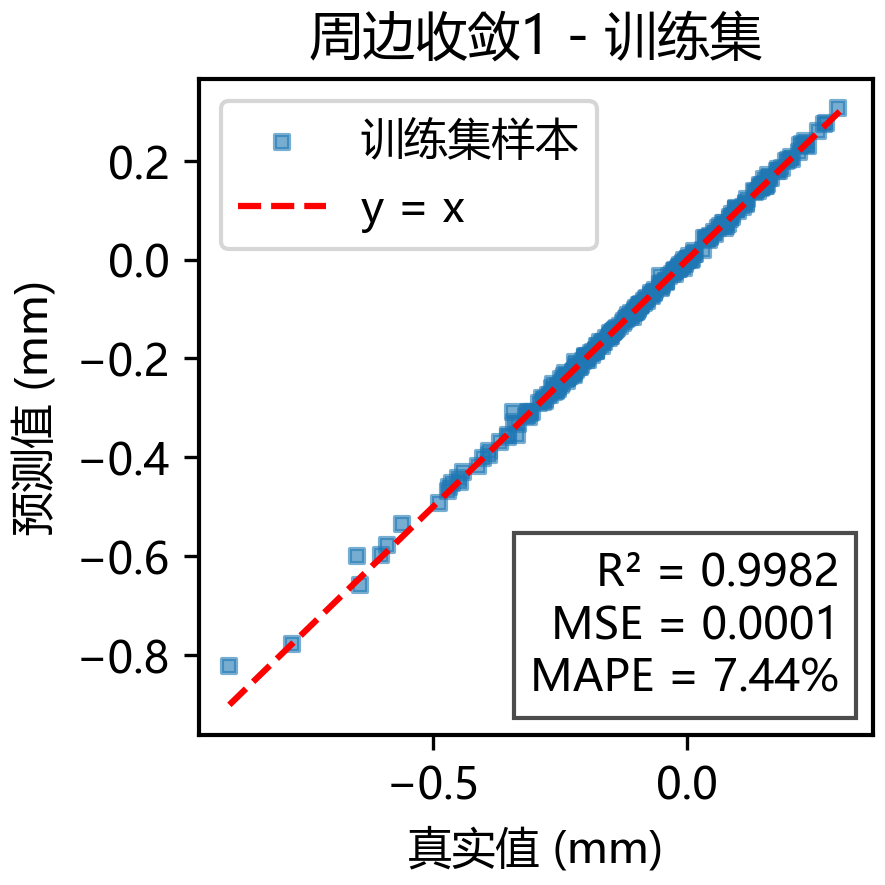 周边收敛1 - 训练集
训练集样本
y = x
0.2
0.0
−0.2
−0.4
−0.6
−0.8
预测值 (mm)
R² = 0.9982
MSE = 0.0001
MAPE = 7.44%
−0.5
0.0
真实值 (mm)